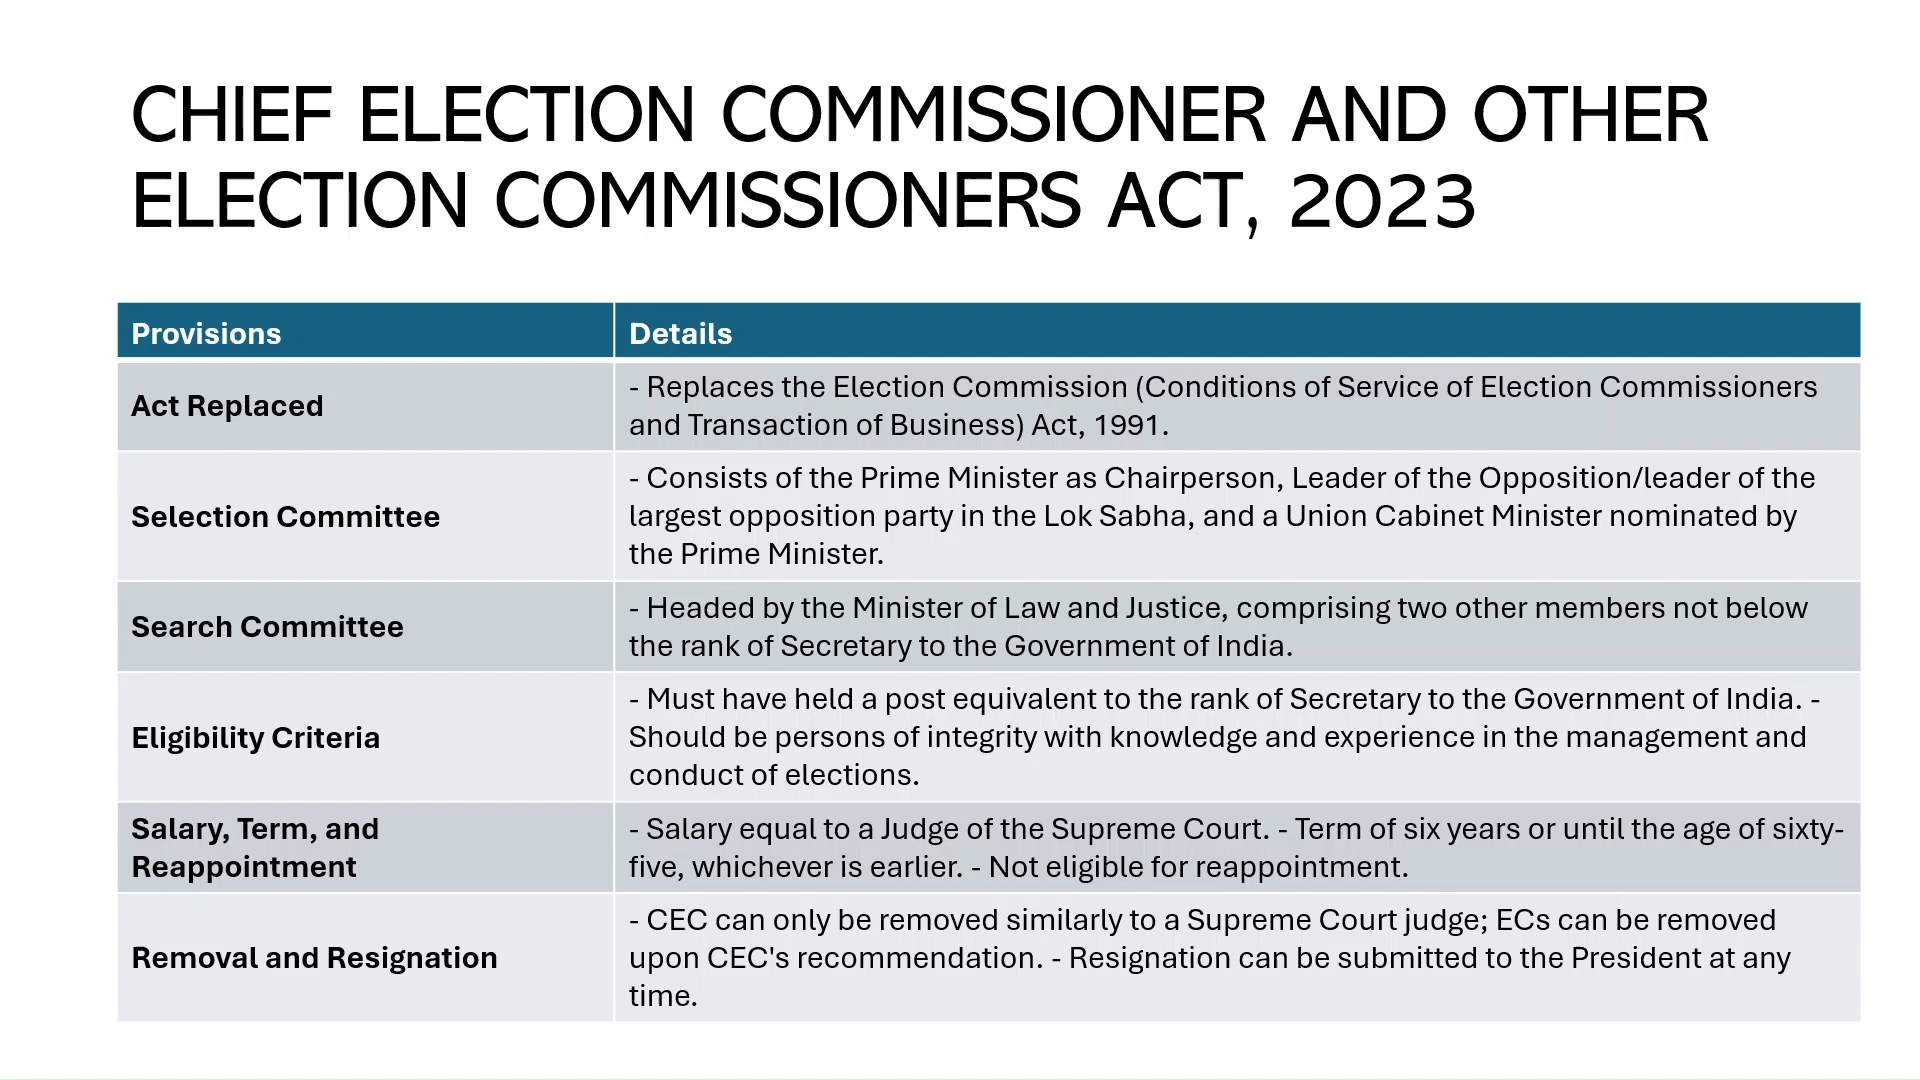 CHIEF ELECTION COMMISSIONER AND OTHER
ELECTION COMMISSIONERS ACT, 2023
Provisions
Details
Act Replaced
- Replaces the Election Commission (Conditions of Service of Election Commissioners
and Transaction of Business) Act, 1991.
Selection Committee
- Consists of the Prime Minister as Chairperson, Leader of the Opposition/leader of the
largest opposition party in the Lok Sabha, and a Union Cabinet Minister nominated by
the Prime Minister.
Search Committee
- Headed by the Minister of Law and Justice, comprising two other members not below
the rank of Secretary to the Government of India.
Eligibility Criteria
- Must have held a post equivalent to the rank of Secretary to the Government of India. -
Should be persons of integrity with knowledge and experience in the management and
conduct of elections.
Salary, Term, and
Reappointment
- Salary equal to a Judge of the Supreme Court. - Term of six years or until the age of sixty-
five, whichever is earlier. - Not eligible for reappointment.
Removal and Resignation
- CEC can only be removed similarly to a Supreme Court judge; ECs can be removed
upon CEC's recommendation. - Resignation can be submitted to the President at any
time.